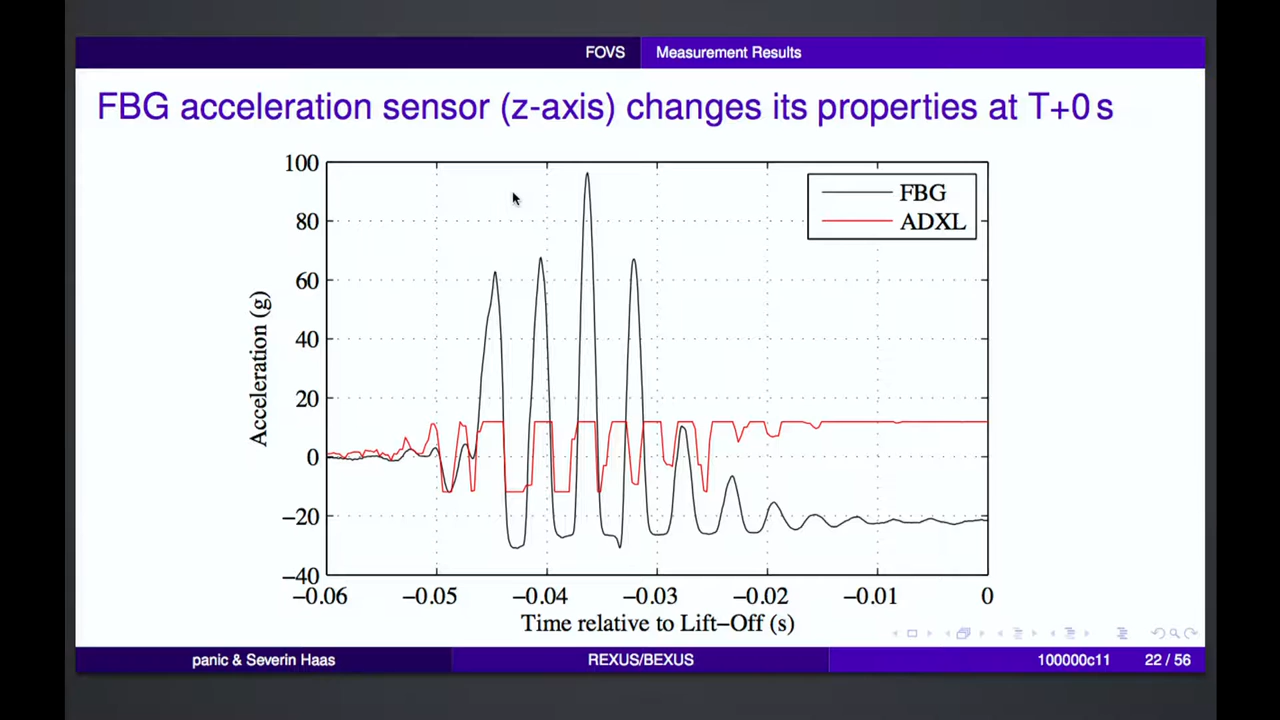 FOVS Measurement Results
FBG acceleration sensor (z-axis) changes its properties at T+0 s
100
80
60
40
20
0
−20
−40
Acceleration (g)
FBG
ADXL
−0.06 −0.05 −0.04 −0.03 −0.02 −0.01 0
Time relative to Lift−Off (s)
panic & Severin Haas REXUS/BEXUS 100000c11 22 / 56